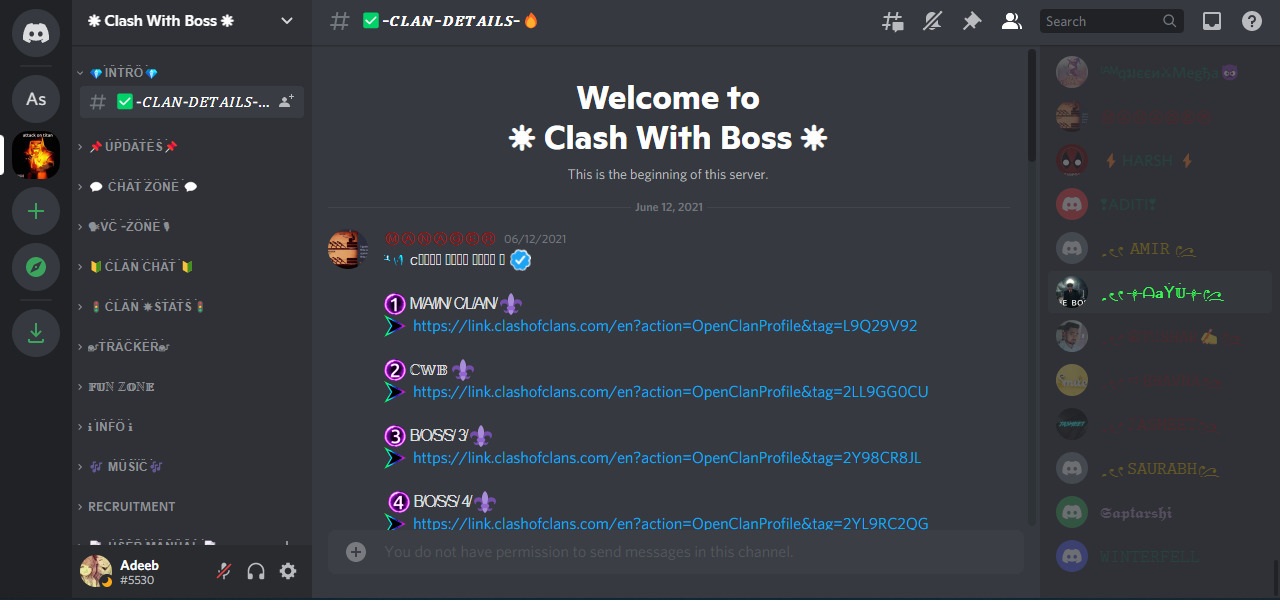 ⁕ Clash With Boss ⁕
✅-CLAN-DETAILS-🔥
Search
As
attack on titan
💎INTRO💎
✅-CLAN-DETAILS-...
📌UPDATES📌
💬 CHAT ZONE 💬
🗣VC -ZONE🎙
🔰CLAN CHAT 🔰
🚦CLAN ⁕STATS🚦
TRACKER
FUN ZONE
ℹ INFO ℹ
🎶 MUSIC🎶
RECRUITMENT
USER MANUAL
Adeeb
#5530
Welcome to
⁕ Clash With Boss ⁕
This is the beginning of this server.
June 12, 2021
06/12/2021
① MAIN/ CLAN/⚜
https://link.clashofclans.com/en?action=OpenClanProfile&tag=L9Q29V92
② CWB ⚜
https://link.clashofclans.com/en?action=OpenClanProfile&tag=2LL9GG0CU
③ B/O/S/S/ 3/⚜
https://link.clashofclans.com/en?action=OpenClanProfile&tag=2Y98CR8JL
④ B/O/S/S/ 4/⚜
https://link.clashofclans.com/en?action=OpenClanProfile&tag=2YL9RC2QG
You do not have permission to send messages in this channel.
⚡HARSH ⚡
❣ADITI❣
AMIR
SAURABH
𝕾𝖆𝖕𝖙𝖆𝖗𝖘𝖍𝖎
WINTERFELL